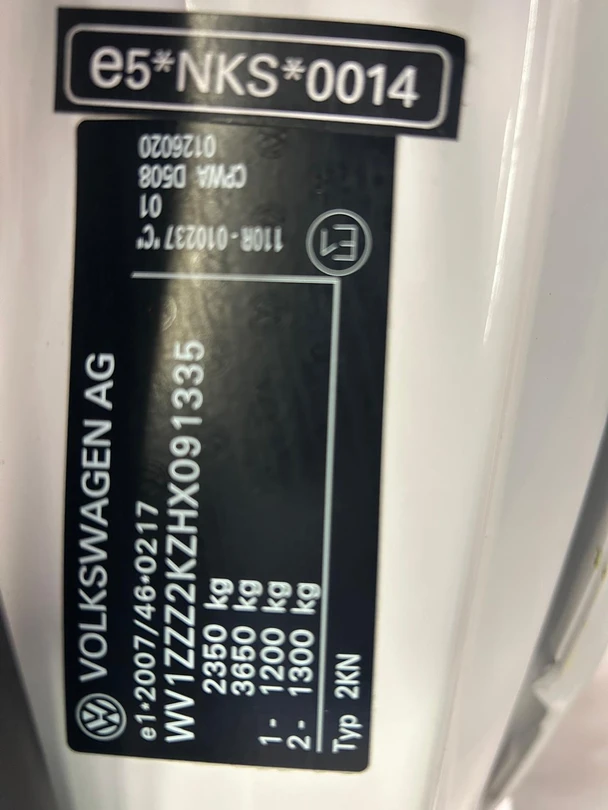 e5*NKS*0014
VOLKSWAGEN AG
e1*2007/46*0217
WV1ZZZ2KZHX091335
2350 kg
3650 kg
1- 1200 kg
2- 1300 kg
Typ 2KN
E1
110R-010237 "C"
01
CPWA D508
0126020